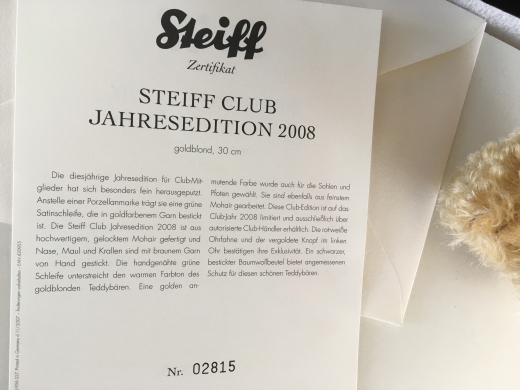 Steiff
Zertifikat
STEIFF CLUB
JAHRESEDITION 2008
goldblond, 30 cm
Die diesjährige Jahresedition für Club-Mit-
glieder hat sich besonders fein herausgeputzt.
Anstelle einer Porzellanmarke trägt sie eine grüne
Satinschleife, die in goldfarbenem Garn bestickt
ist. Die Steiff Club Jahresedition 2008 ist aus
hochwertigem, gelocktem Mohair gefertigt und
Nase, Maul und Krallen sind mit braunem Garn
von Hand gestickt. Die handgenähte grüne
Schleife unterstreicht den warmen Farbton des
goldblonden Teddybären. Eine golden an-
mutende Farbe wurde auch für die Sohlen und
Pfoten gewählt. Sie sind ebenfalls aus feinstem
Mohair gearbeitet. Diese Club-Edition ist auf das
Club-Jahr 2008 limitiert und ausschließlich über
autorisierte Club-Händler erhältlich. Die rotweiße
Ohrfahne und der vergoldete Knopf im linken
Ohr bestätigen ihre Exklusivität. Ein schwarzer,
bestickter Baumwollbeutel bietet angemessenen
Schutz für diesen schönen Teddybären.
Nr. 02815